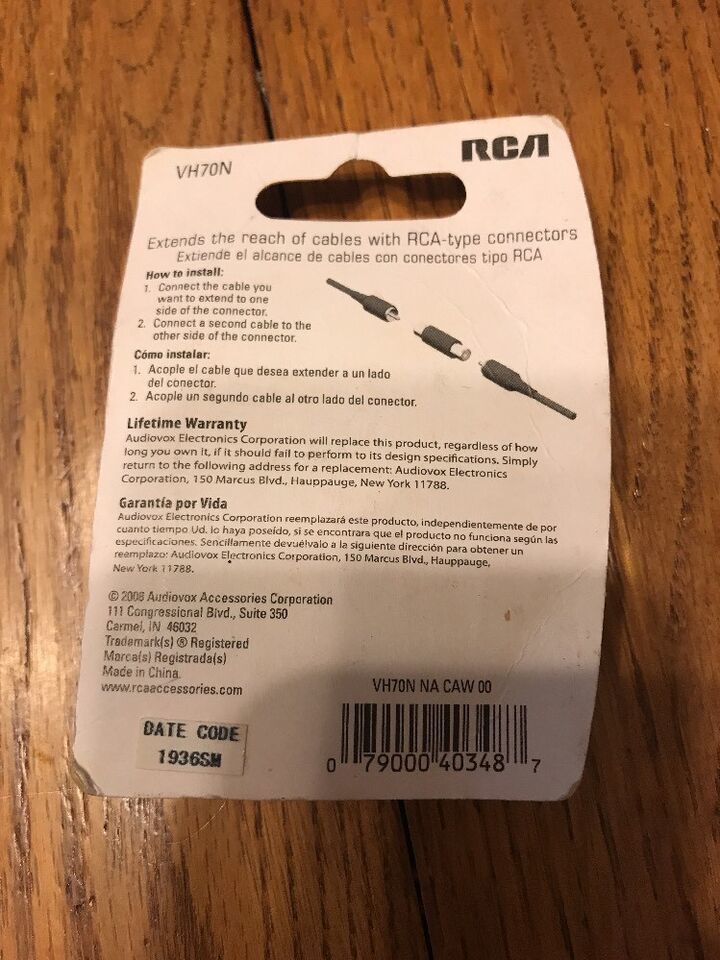 VH70N
RCA
Extends the reach of cables with RCA-type connectors
Extiende el alcance de cables con conectores tipo RCA
How to install:
1. Connect the cable you
want to extend to one
side of the connector.
2. Connect a second cable to the
other side of the connector.
Cómo instalar:
1. Acople el cable que desea extender a un lado
del conector.
2. Acople un segundo cable al otro lado del conector.
Lifetime Warranty
Audiovox Electronics Corporation will replace this product, regardless of how
long you own it, if it should fail to perform to its design specifications. Simply
return to the following address for a replacement: Audiovox Electronics
Corporation, 150 Marcus Blvd., Hauppauge, New York 11788.
Garantía por Vida
Audiovox Electronics Corporation reemplazará este producto, independientemente de por
cuanto tiempo Ud. lo haya poseído, si se encontrara que el producto no funciona según las
especificaciones. Sencillamente devuélvalo a la siguiente dirección para obtener un
reemplazo: Audiovox Electronics Corporation, 150 Marcus Blvd., Hauppauge,
New York 11788.
© 2008 Audiovox Accessories Corporation
111 Congressional Blvd., Suite 350
Carmel, IN 46032
Trademark(s) ® Registered
Marca(s) Registrada(s)
Made in China
www.rcaaccessories.com
DATE CODE
1936SM
VH70N NA CAW 00
0 79000 40348 7